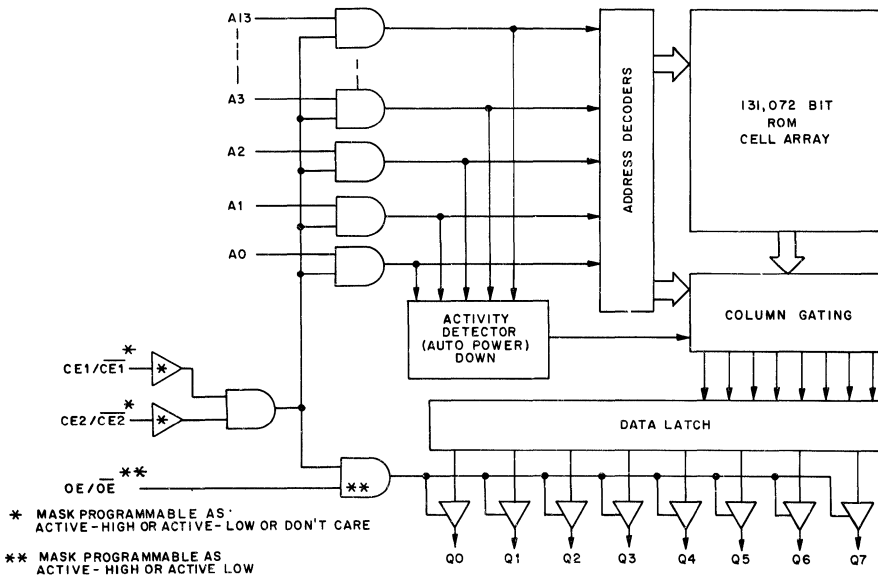 A13
A3
A2
A1
A0
ADDRESS DECODERS
131,072 BIT
ROM
CELL ARRAY
ACTIVITY
DETECTOR
(AUTO POWER)
DOWN
COLUMN GATING
CE1/CE1 *
*
CE2/CE2 *
*
DATA LATCH
OE/OE **
**
* MASK PROGRAMMABLE AS
ACTIVE-HIGH OR ACTIVE-LOW OR DON'T CARE
** MASK PROGRAMMABLE AS
ACTIVE-HIGH OR ACTIVE LOW
Q0 Q1 Q2 Q3 Q4 Q5 Q6 Q7